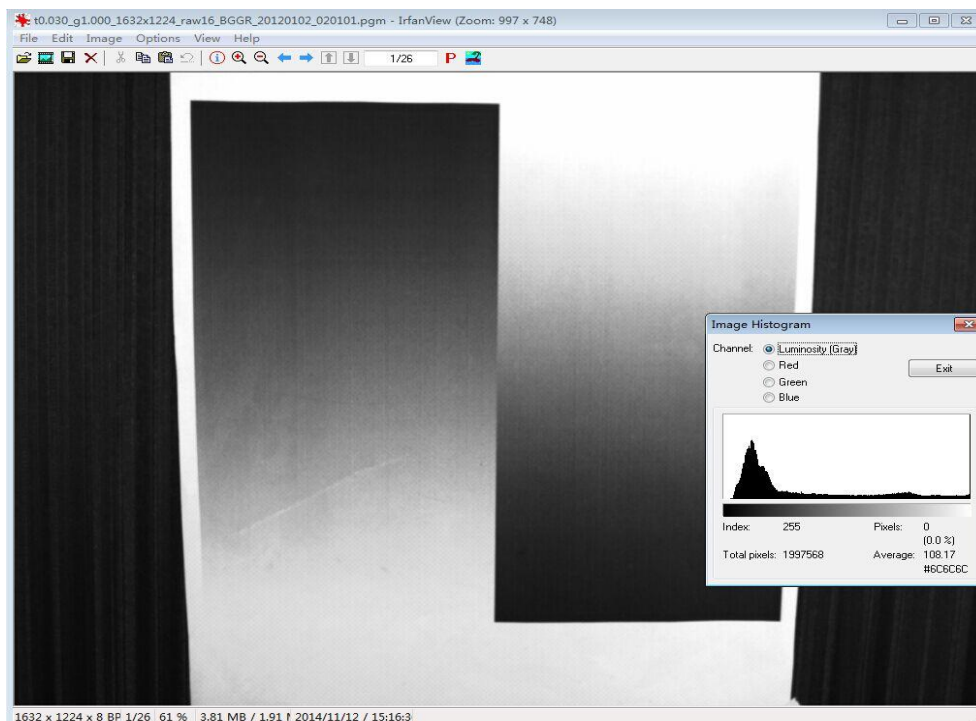 t0.030_g1.000_1632x1224_raw16_BGGR_20120102_020101.pgm - IrfanView (Zoom: 997 x 748)
File Edit Image Options View Help
1/26 P
Image Histogram
Channel: Luminosity (Gray)
Red
Green
Blue
Exit
Index: 255 Pixels: 0
(0.0 %)
Total pixels: 1997568 Average: 108.17
#6C6C6C
1632 x 1224 x 8 BP 1/26 61 % 3.81 MB / 1.91 M 2014/11/12 / 15:16:3